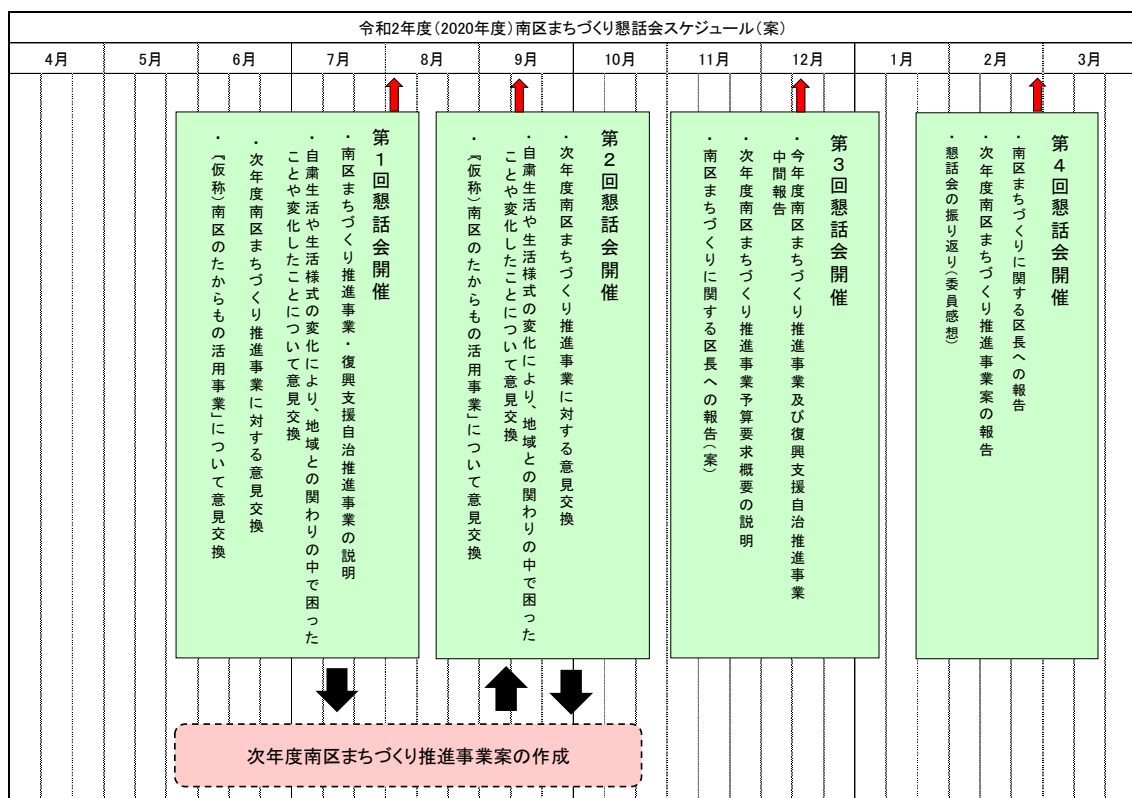 令和2年度(2020年度)南区まちづくり懇話会スケジュール(案)
4月
5月
6月
7月
8月
9月
10月
11月
12月
1月
2月
3月
第1回懇話会開催
・南区まちづくり推進事業・復興支援自治推進事業の説明
・自粛生活や生活様式の変化により、地域との関わりの中で困った
ことや変化したことについて意見交換
・次年度南区まちづくり推進事業に対する意見交換
・『(仮称)南区のたからもの活用事業」について意見交換
第2回懇話会開催
・次年度南区まちづくり推進事業に対する意見交換
・自粛生活や生活様式の変化により、地域との関わりの中で困った
ことや変化したことについて意見交換
・『(仮称)南区のたからもの活用事業」について意見交換
第3回懇話会開催
・今年度南区まちづくり推進事業及び復興支援自治推進事業
中間報告
・次年度南区まちづくり推進事業予算要求概要の説明
・南区まちづくりに関する区長への報告(案)
第4回懇話会開催
・南区まちづくりに関する区長への報告
・次年度南区まちづくり推進事業案の報告
・懇話会の振り返り(委員感想)
次年度南区まちづくり推進事業案の作成